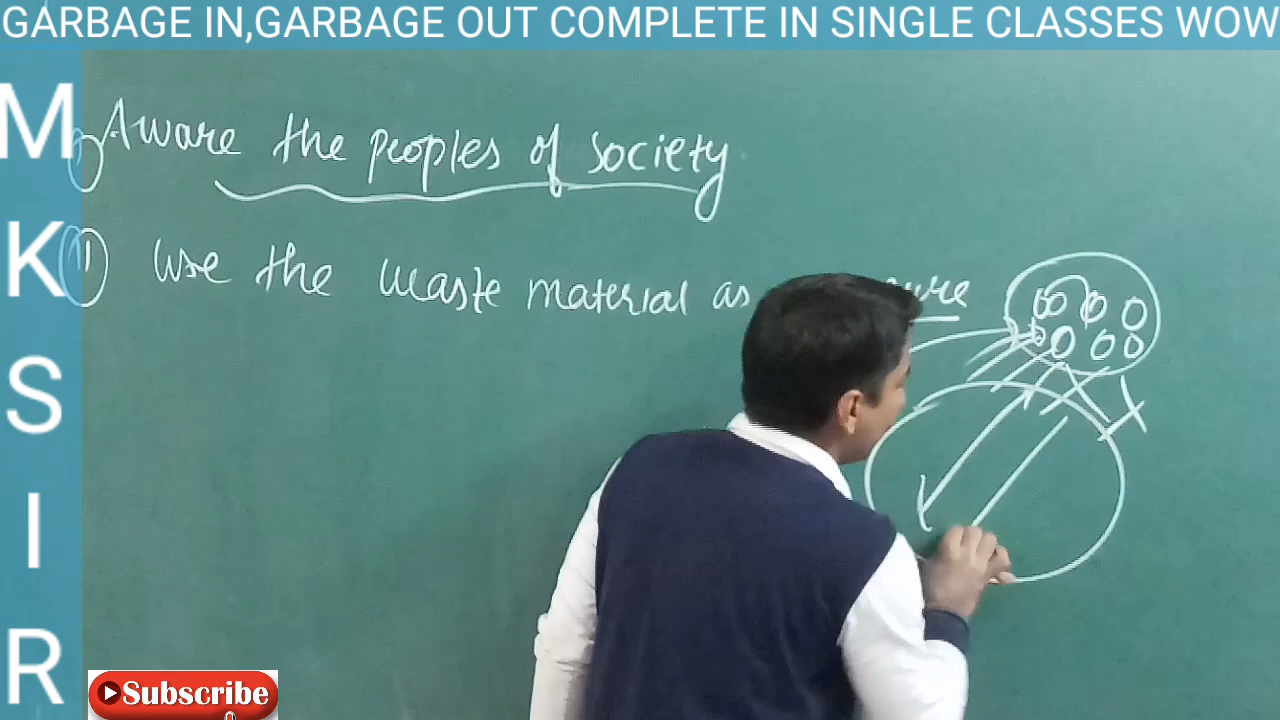 GARBAGE IN,GARBAGE OUT COMPLETE IN SINGLE CLASSES WOW
M
K
S
I
R
Aware the peoples of society
Use the waste material as
Subscribe